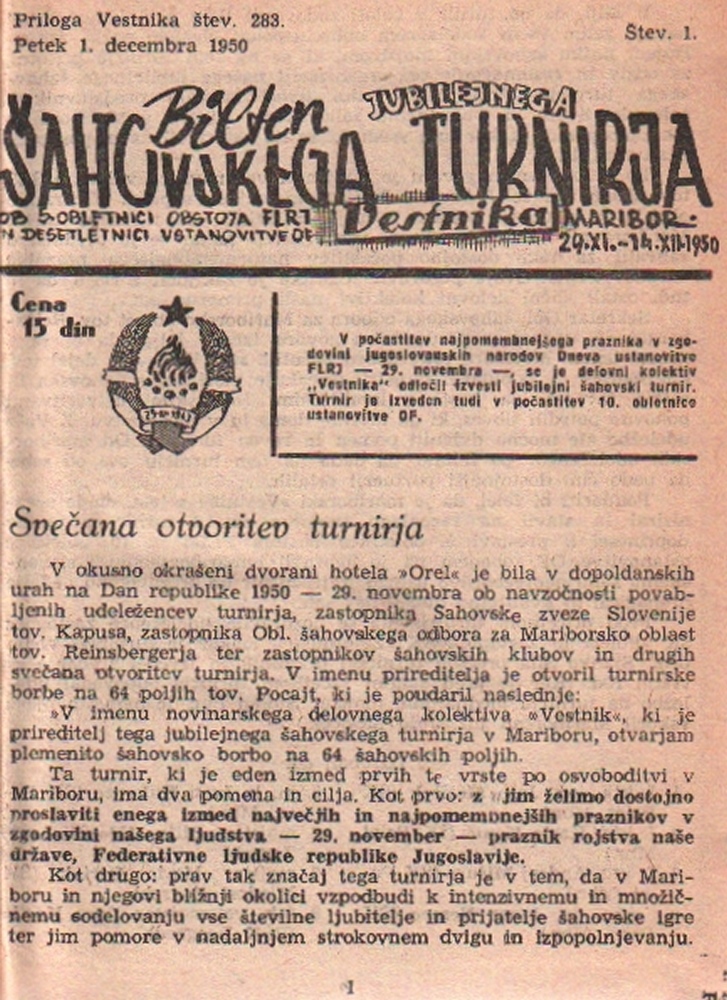 Priloga Vestnika štev. 283.
Petek 1. decembra 1950
Štev. 1.
Bilten JUBILEJNEGA
ŠAHOVSKEGA TURNIRJA
OB 5-OBLETNICI OBSTOJA FLRJ Vestnika MARIBOR.
N DESETLETNICI VSTANOVITVE OF
29.XI.-14.XII-1950
Cena
15 din
29-XI-1943
V počastitev najpomembnejšega praznika v zgo-
dovini jugoslovanskih narodov Dneva ustanovitve
FLRJ — 29. novembra —, se je delovni kolektiv
„Vestnika“ odločil izvesti jubilejni šahovski turnir.
Turnir je izveden tudi v počastitev 10. obletnice
ustanovitve OF.
Svečana otvoritev turnirja
V okusno okrašeni dvorani hotela »Orel« je bila v dopoldanskih
urah na Dan republike 1950 — 29. novembra ob navzočnosti povab-
ljenih udeležencev turnirja, zastopnika Šahovske zveze Slovenije
tov. Kapusa, zastopnika Obl. šahovskega odbora za Mariborsko oblast
tov. Reinsbergerja ter zastopnikov šahovskih klubov in drugih
svečana otvoritev turnirja. V imenu prireditelja je otvoril turnirske
borbe na 64 poljih tov. Pocajt, ki je poudaril naslednje:
»V imenu novinarskega delovnega kolektiva »Vestnik«, ki je
prireditelj tega jubilejnega šahovskega turnirja v Mariboru, otvarjam
plemenito šahovsko borbo na 64 šahovskih poljih.
Ta turnir, ki je eden izmed prvih te vrste po osvoboditvi v
Mariboru, ima dva pomena in cilja. Kot prvo: z jim želimo dostojno
proslaviti enega izmed največjih in najpomembnejših praznikov v
zgodovini našega ljudstva — 29. november — praznik rojstva naše
države, Federativne ljudske republike Jugoslavije.
Kot drugo: prav tak značaj tega turnirja je v tem, da v Mari-
boru in njegovi bližnji okolici vzpodbudi k intenzivnemu in množič-
nemu sodelovanju vse številne ljubitelje in prijatelje šahovske igre
ter jim pomore v nadaljnjem strokovnem dvigu in izpopolnjevanju.
1